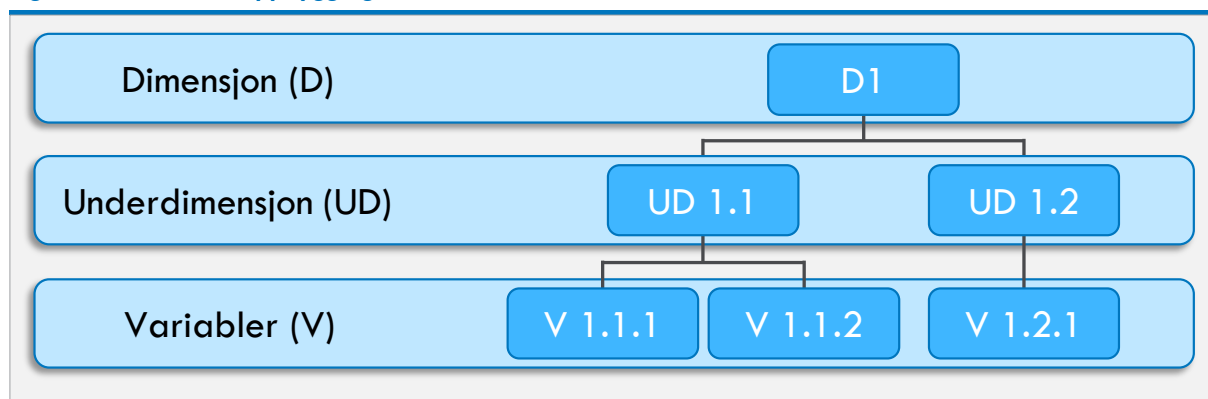 Dimensjon (D) D1
Underdimensjon (UD) UD 1.1 UD 1.2
Variabler (V) V 1.1.1 V 1.1.2 V 1.2.1